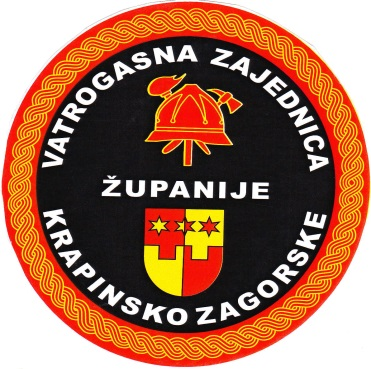 VATROGASNA ZAJEDNICA
ŽUPANIJE
KRAPINSKO ZAGORSKE